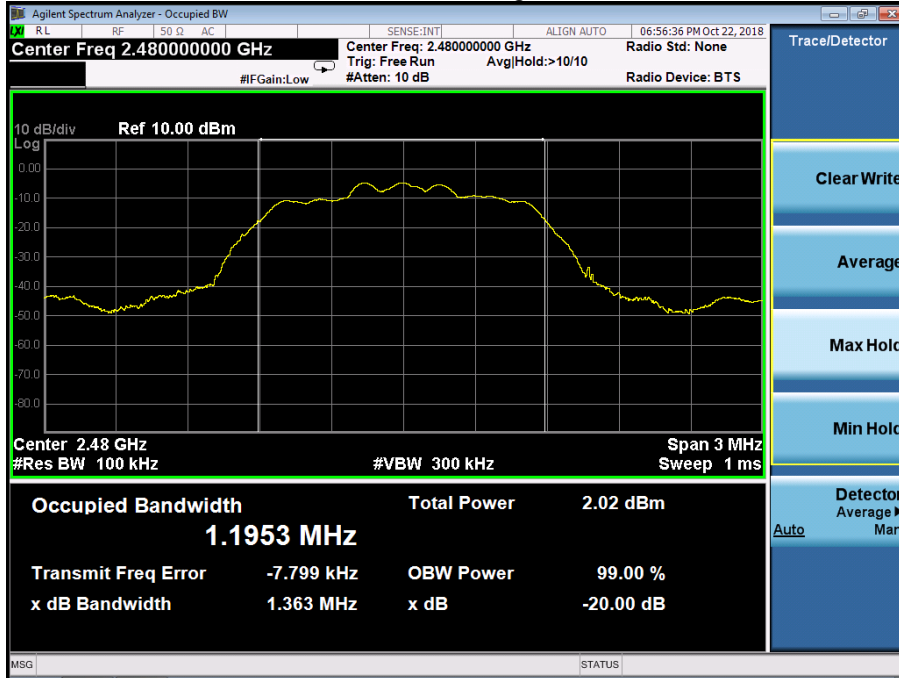 Agilent Spectrum Analyzer - Occupied BW
LXI RL RF 50 Ω AC SENSE:INT ALIGN AUTO 06:56:36 PM Oct 22, 2018
Center Freq 2.480000000 GHz
Center Freq: 2.480000000 GHz Radio Std: None
Trig: Free Run Avg|Hold:>10/10
#IFGain:Low #Atten: 10 dB Radio Device: BTS
10 dB/div Ref 10.00 dBm
Log
0.00
-10.0
-20.0
-30.0
-40.0
-50.0
-60.0
-70.0
-80.0
Center 2.48 GHz Span 3 MHz
#Res BW 100 kHz #VBW 300 kHz Sweep 1 ms
Occupied Bandwidth Total Power 2.02 dBm
1.1953 MHz
Transmit Freq Error -7.799 kHz OBW Power 99.00 %
x dB Bandwidth 1.363 MHz x dB -20.00 dB
MSG STATUS
Trace/Detector
Clear Write
Average
Max Hold
Min Hold
Detector
Average
Auto Man